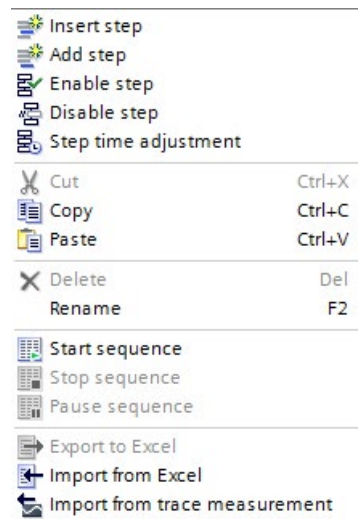 Insert step
Add step
Enable step
Disable step
Step time adjustment
Cut Ctrl+X
Copy Ctrl+C
Paste Ctrl+V
Delete Del
Rename F2
Start sequence
Stop sequence
Pause sequence
Export to Excel
Import from Excel
Import from trace measurement